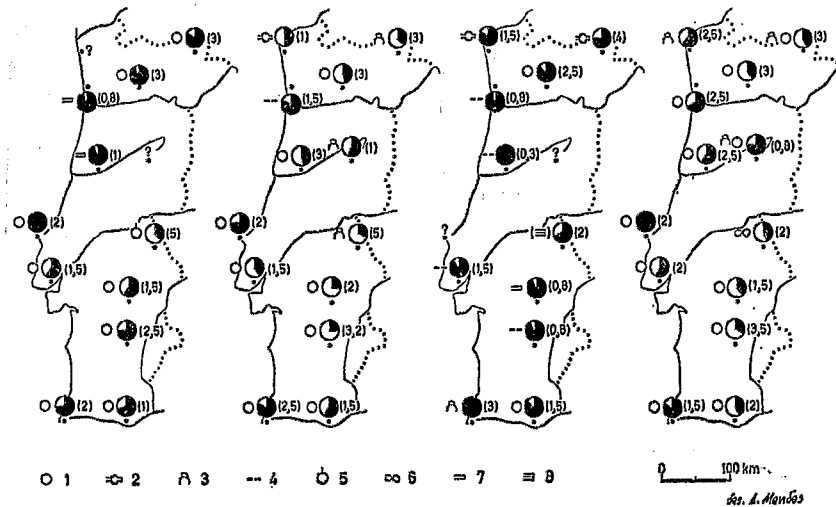 (3) (1) (3) (1,5) (4) (2,5) (3)
?
(3) (3) (2,5) (3)
(0,8) (1,5) (0,8) (2,5)
(1) ? (3) (1) (0,3) ? (2,5) (0,8)
(2) (5) (2) (5) ? (2) (2) (2)
(1,5) (1,5) (1,5) (2)
(1,5) (2) (0,8) (1,5)
(2,5) (3,2) (0,8) (3,5)
(2) (1) (2,5) (1,5) (3) (1,5) (1,5) (2)
1 2 3 4 5 6 7 8
0 100 km
des. A. Mendes